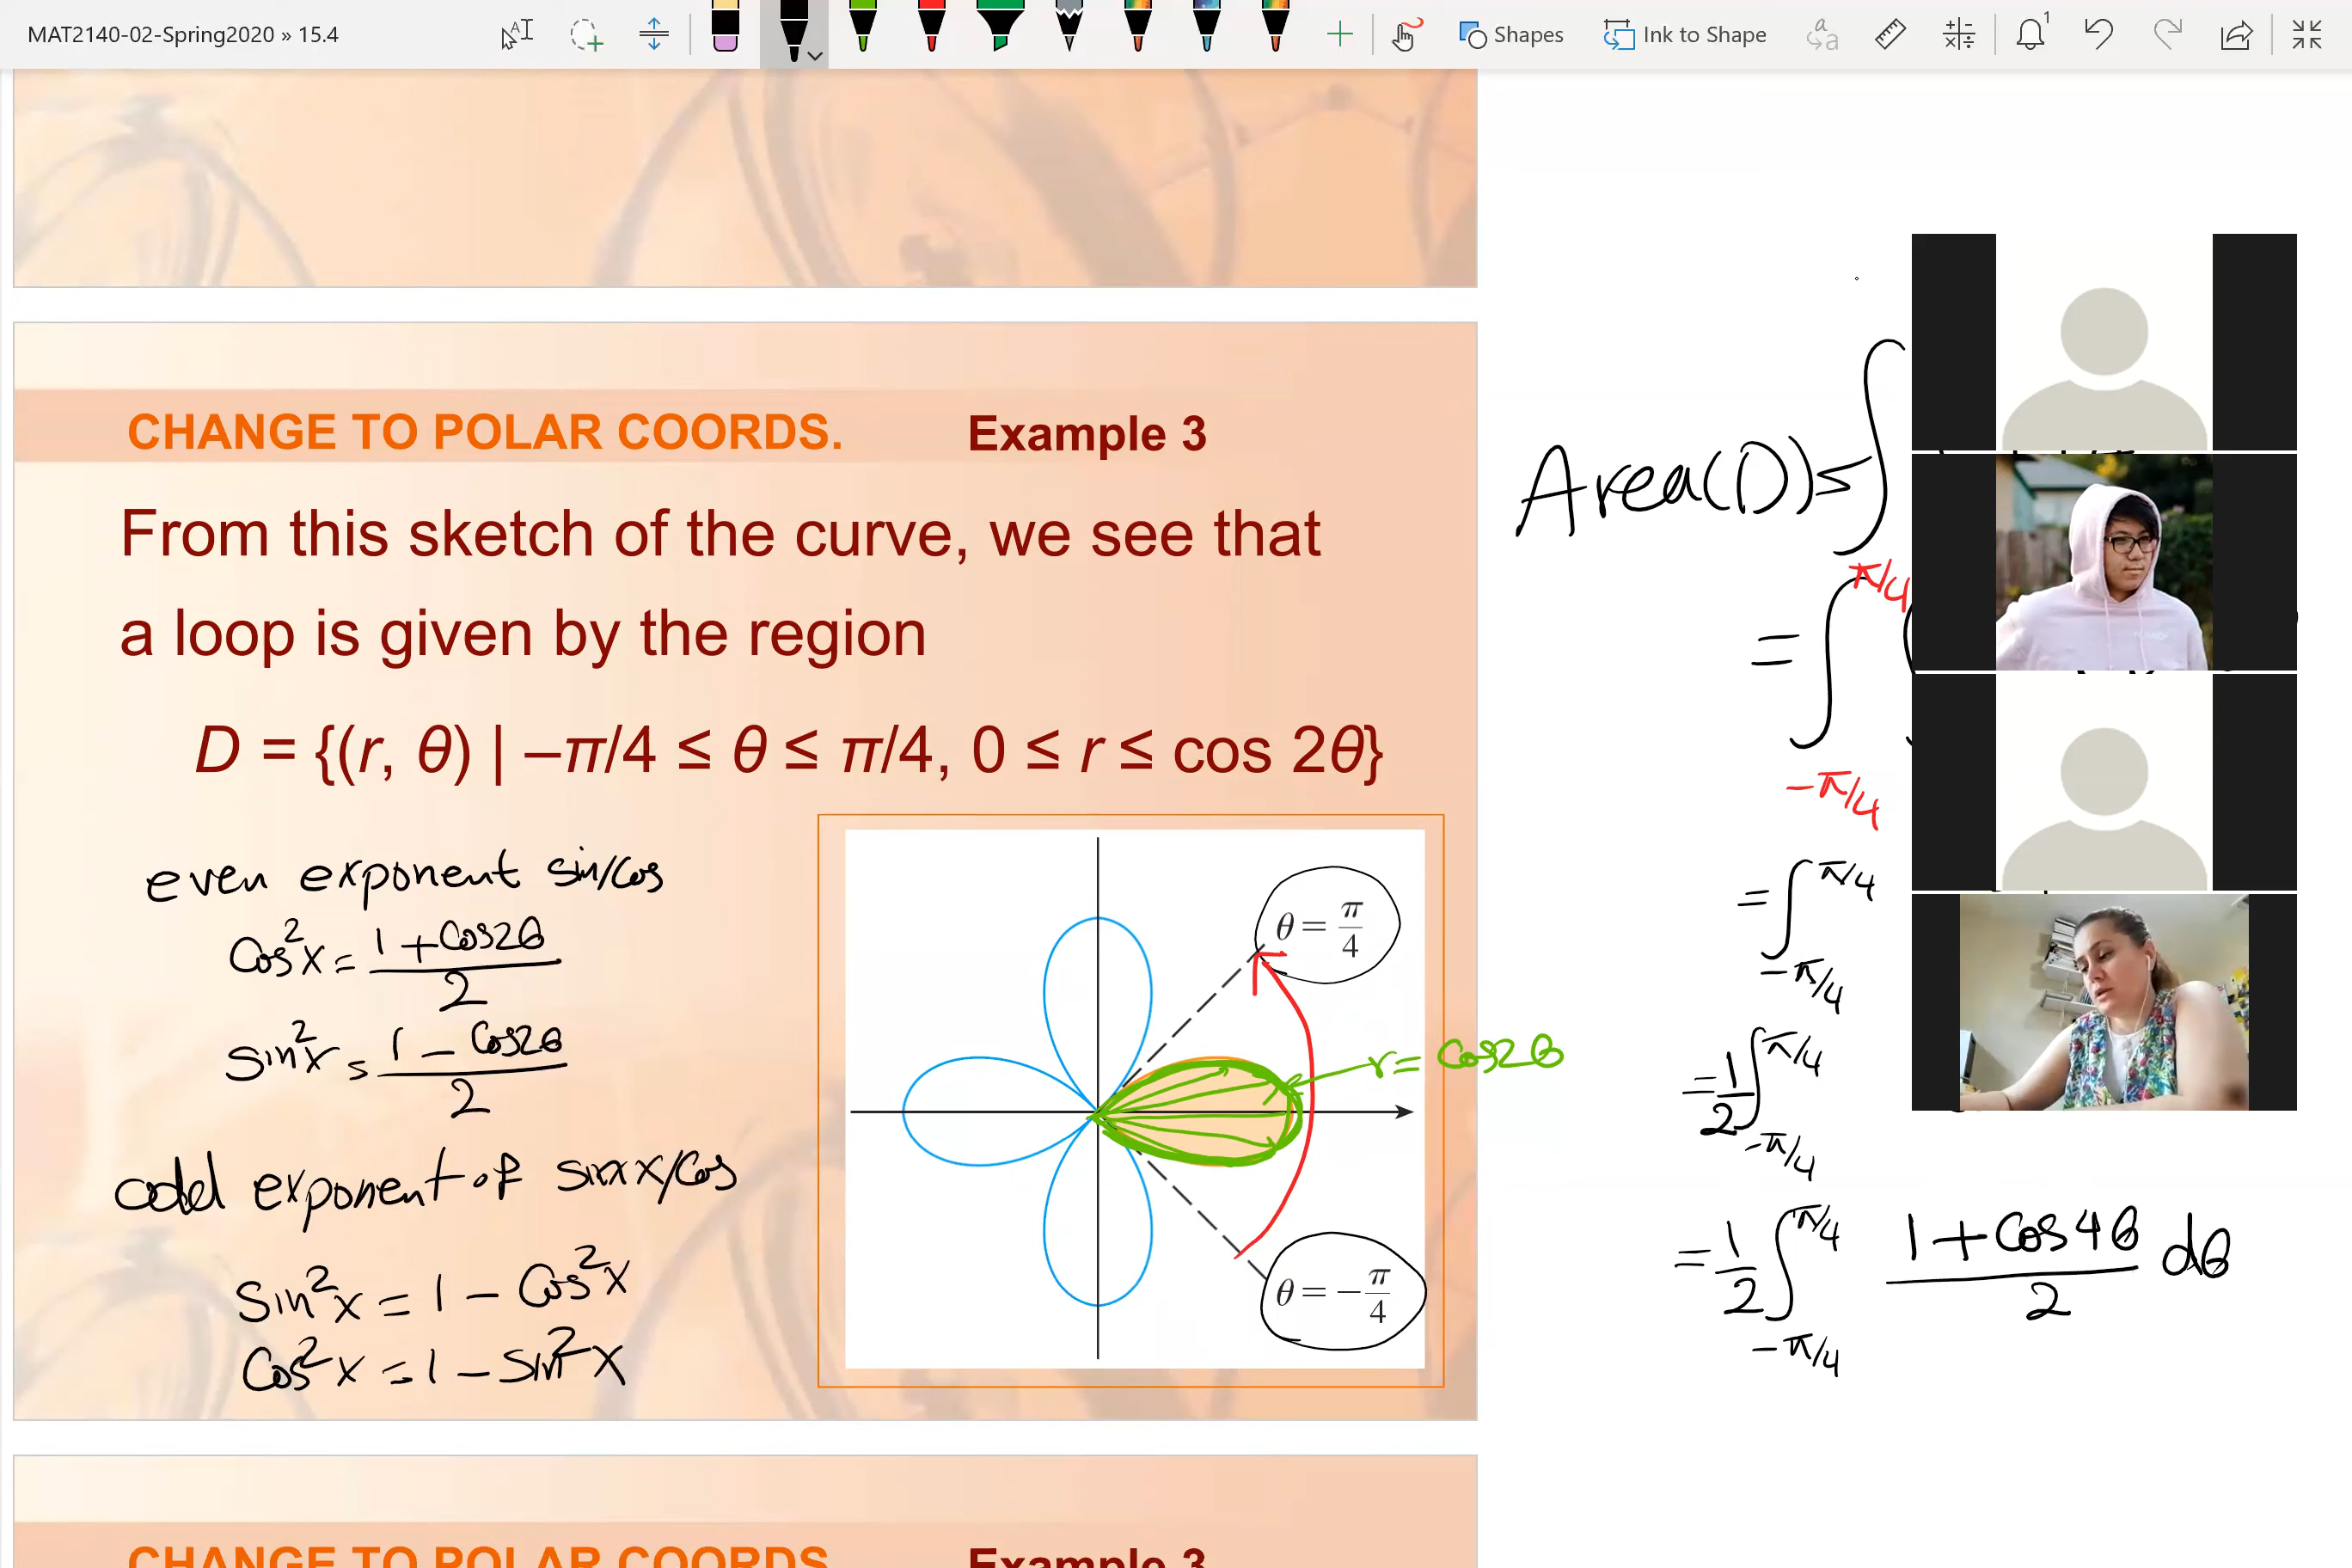 MAT2140-02-Spring2020 » 15.4
Shapes
Ink to Shape
1
CHANGE TO POLAR COORDS.
Example 3
From this sketch of the curve, we see that
a loop is given by the region
D = {(r, θ) | –π/4 ≤ θ ≤ π/4, 0 ≤ r ≤ cos 2θ}
even exponent sin/cos
Cos²x = (1 + Cos2θ)/2
Sin²x = (1 - Cos2θ)/2
odd exponent of sinxx/Cos
Sin²x = 1 - Cos²x
Cos²x = 1 - Sin²x
θ = π/4
r = Cos2θ
θ = -π/4
Area(D) = ∫
= ∫ π/4
-π/4
= ∫ π/4
-π/4
= 1/2 ∫ π/4
-π/4
= 1/2 ∫ π/4 (1 + Cos4θ)/2 dθ
-π/4
CHANGE TO POLAR COORDS.
Example 3